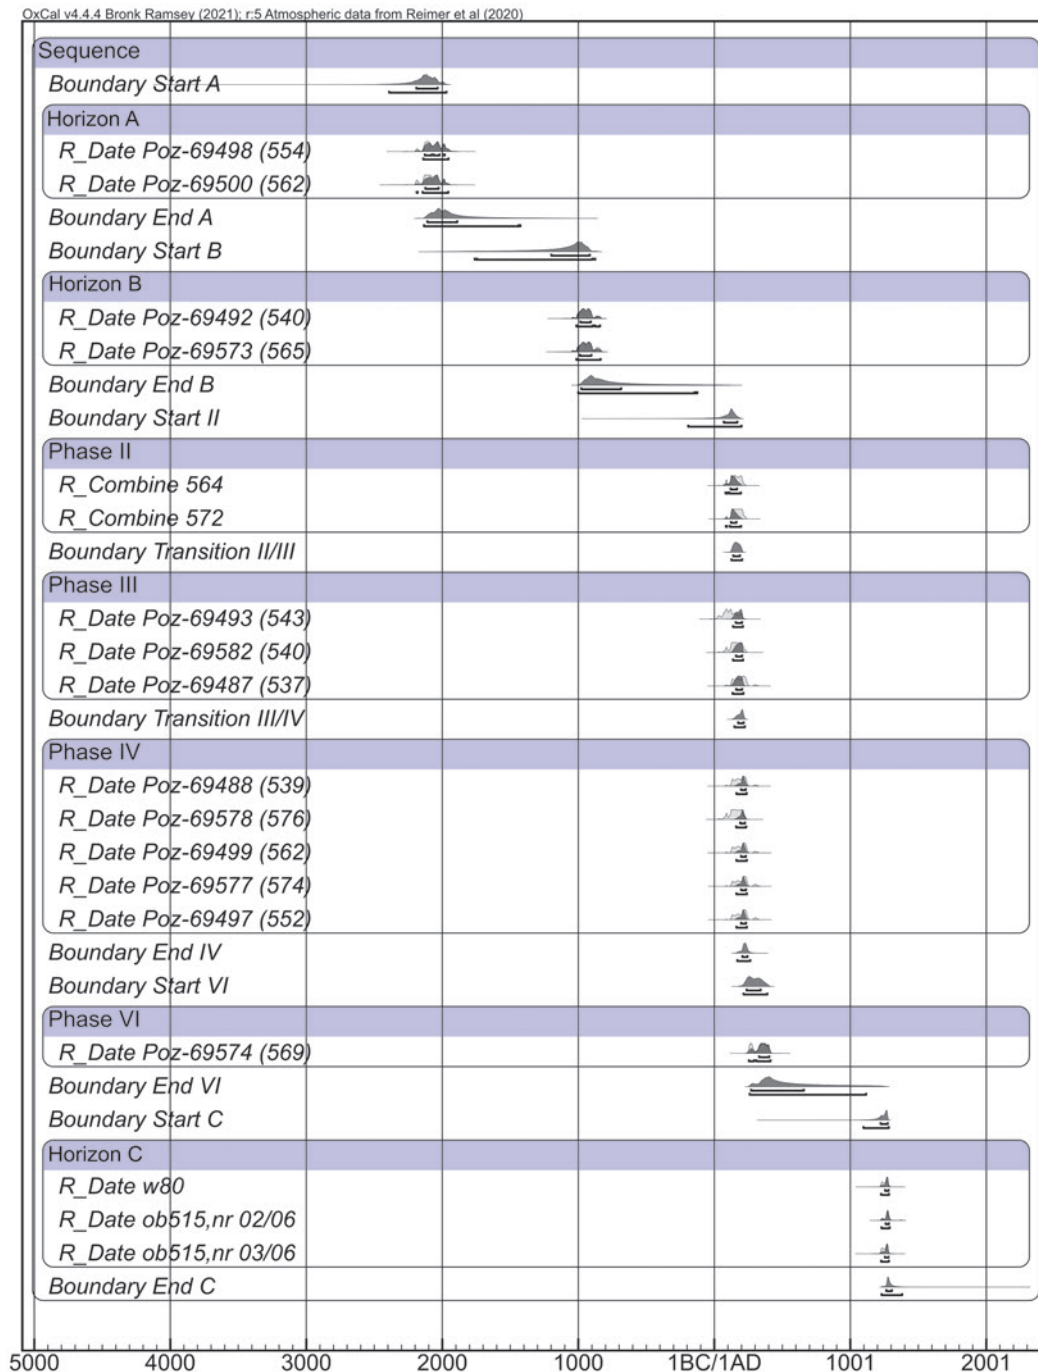 OxCal v4.4.4 Bronk Ramsey (2021); r:5 Atmospheric data from Reimer et al (2020)
Sequence
Boundary Start A
Horizon A
R_Date Poz-69498 (554)
R_Date Poz-69500 (562)
Boundary End A
Boundary Start B
Horizon B
R_Date Poz-69492 (540)
R_Date Poz-69573 (565)
Boundary End B
Boundary Start II
Phase II
R_Combine 564
R_Combine 572
Boundary Transition II/III
Phase III
R_Date Poz-69493 (543)
R_Date Poz-69582 (540)
R_Date Poz-69487 (537)
Boundary Transition III/IV
Phase IV
R_Date Poz-69488 (539)
R_Date Poz-69578 (576)
R_Date Poz-69499 (562)
R_Date Poz-69577 (574)
R_Date Poz-69497 (552)
Boundary End IV
Boundary Start VI
Phase VI
R_Date Poz-69574 (569)
Boundary End VI
Boundary Start C
Horizon C
R_Date w80
R_Date ob515,nr 02/06
R_Date ob515,nr 03/06
Boundary End C
5000 4000 3000 2000 1000 1BC/1AD 1001 2001